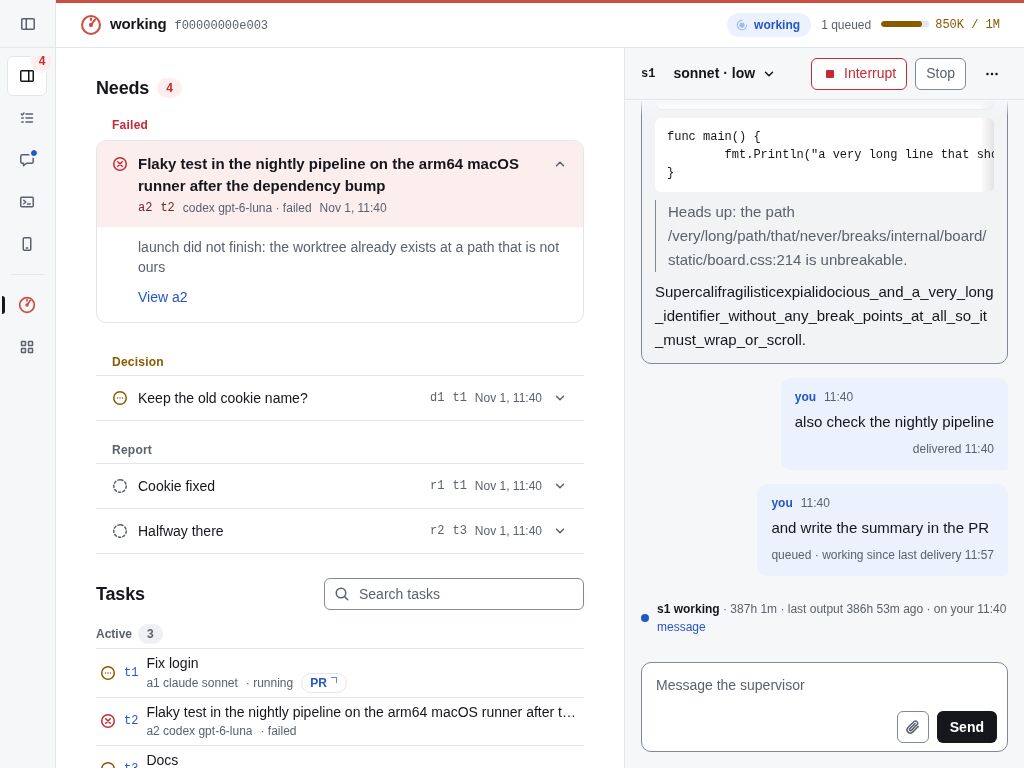 working f00000000e003
working 1 queued 850K / 1M
4
Needs 4
Failed
Flaky test in the nightly pipeline on the arm64 macOS
runner after the dependency bump
a2 t2 codex gpt-6-luna · failed Nov 1, 11:40
launch did not finish: the worktree already exists at a path that is not
ours
View a2
Decision
Keep the old cookie name? d1 t1 Nov 1, 11:40
Report
Cookie fixed r1 t1 Nov 1, 11:40
Halfway there r2 t3 Nov 1, 11:40
Tasks
Search tasks
Active 3
t1 Fix login
a1 claude sonnet · running PR
t2 Flaky test in the nightly pipeline on the arm64 macOS runner after t…
a2 codex gpt-6-luna · failed
t3 Docs
s1 sonnet · low Interrupt Stop
func main() {
fmt.Println("a very long line that sho
}
Heads up: the path
/very/long/path/that/never/breaks/internal/board/
static/board.css:214 is unbreakable.
Supercalifragilisticexpialidocious_and_a_very_long
_identifier_without_any_break_points_at_all_so_it
_must_wrap_or_scroll.
you 11:40
also check the nightly pipeline
delivered 11:40
you 11:40
and write the summary in the PR
queued · working since last delivery 11:57
s1 working · 387h 1m · last output 386h 53m ago · on your 11:40
message
Message the supervisor
Send